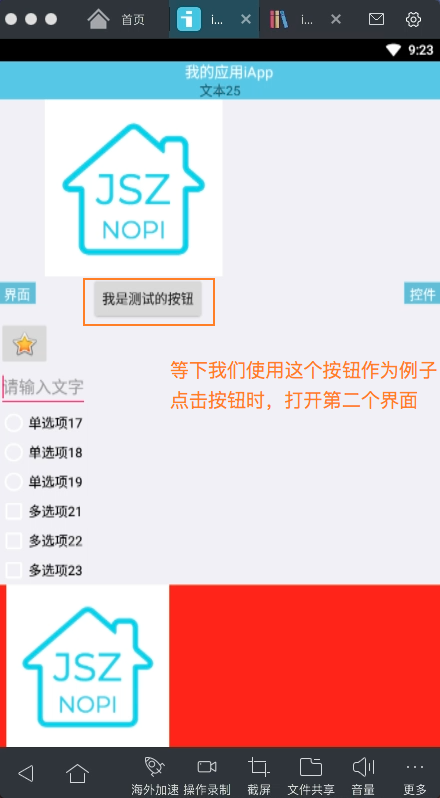 首页
i...
i...
9:23
我的应用iApp
文本25
JSZ
NOPI
界面
我是测试的按钮
控件
等下我们使用这个按钮作为例子
点击按钮时，打开第二个界面
请输入文字
单选项17
单选项18
单选项19
多选项21
多选项22
多选项23
JSZ
NOPI
海外加速
操作录制
截屏
文件共享
音量
更多